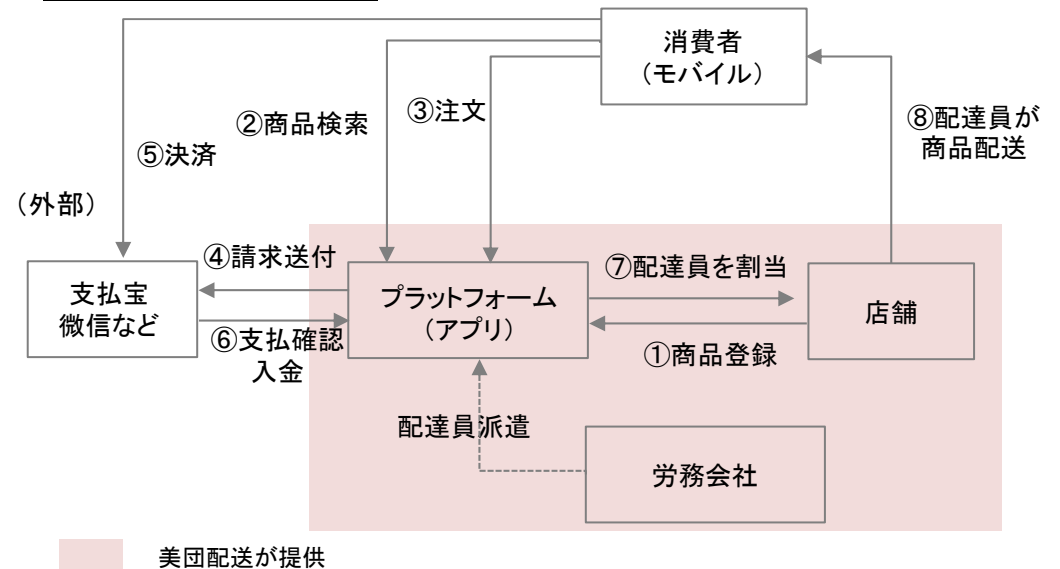 消費者
（モバイル）
②商品検索
③注文
⑧配達員が
商品配送
⑤決済
（外部）
④請求送付
⑦配達員を割当
支払宝
微信など
プラットフォーム
（アプリ）
店舗
⑥支払確認
入金
①商品登録
配達員派遣
労務会社
美団配送が提供